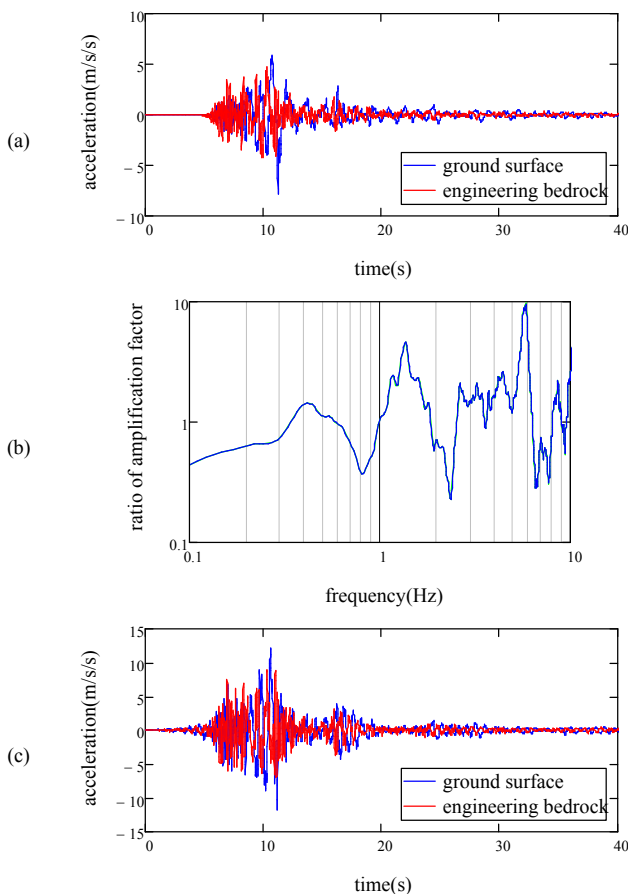 (a)
acceleration(m/s/s)
10
5
0
− 5
− 10
0
10
20
30
40
ground surface
engineering bedrock
time(s)
(b)
ratio of amplification factor
10
1
0.1
0.1
1
10
frequency(Hz)
(c)
acceleration(m/s/s)
15
10
5
0
− 5
− 10
− 15
0
10
20
30
40
ground surface
engineering bedrock
time(s)